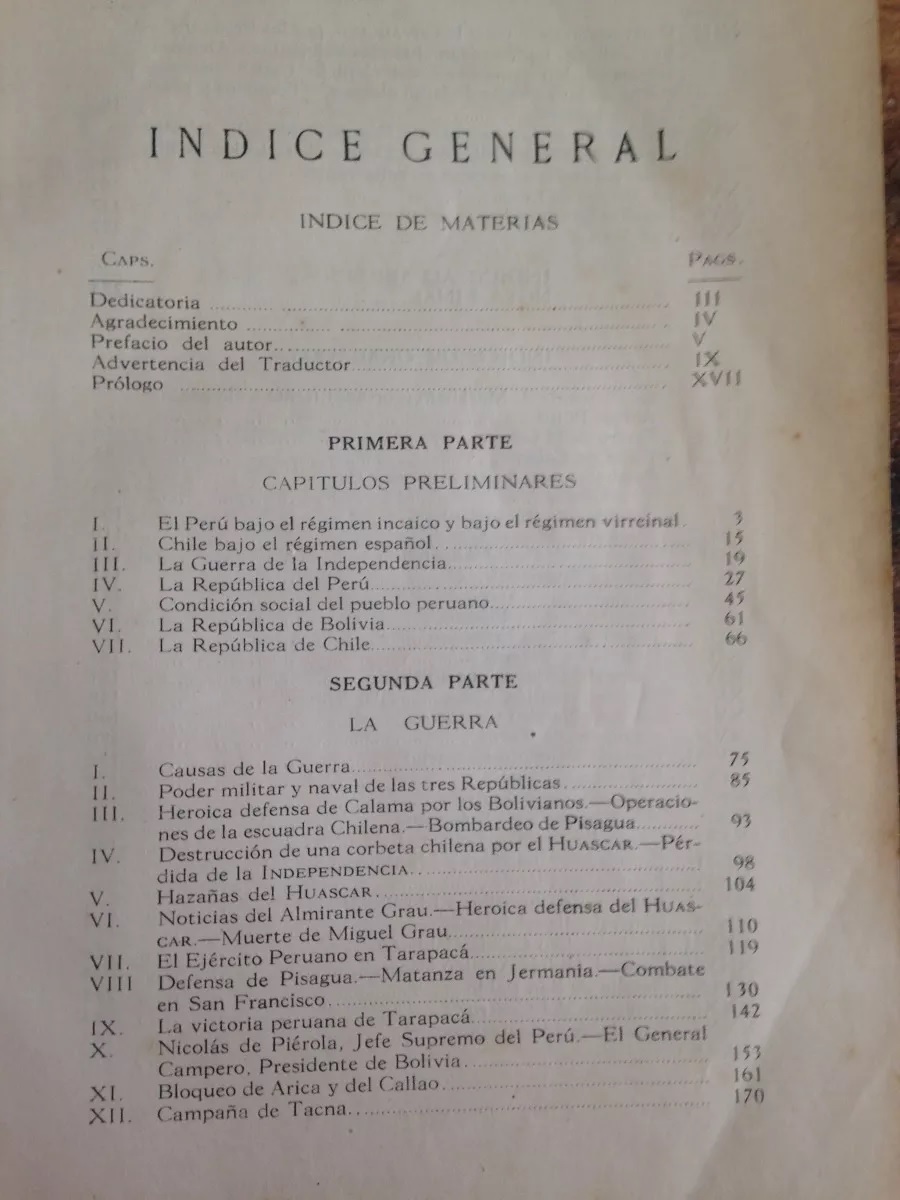 INDICE GENERAL
INDICE DE MATERIAS
CAPS. PAGS.
Dedicatoria III
Agradecimiento IV
Prefacio del autor V
Advertencia del Traductor IX
Prólogo XVII
PRIMERA PARTE
CAPITULOS PRELIMINARES
I. El Perú bajo el régimen incaico y bajo el régimen virreinal. 3
II. Chile bajo el régimen español 15
III. La Guerra de la Independencia 19
IV. La República del Perú 27
V. Condición social del pueblo peruano 45
VI. La República de Bolivia 61
VII. La República de Chile 66
SEGUNDA PARTE
LA GUERRA
I. Causas de la Guerra 75
II. Poder militar y naval de las tres Repúblicas 85
III. Heroica defensa de Calama por los Bolivianos.—Operacio-
nes de la escuadra Chilena.—Bombardeo de Pisagua 93
IV. Destrucción de una corbeta chilena por el HUASCAR.—Pér-
dida de la INDEPENDENCIA 98
V. Hazañas del HUASCAR 104
VI. Noticias del Almirante Grau.—Heroica defensa del HUAS-
CAR.—Muerte de Miguel Grau 110
VII. El Ejército Peruano en Tarapacá 119
VIII Defensa de Pisagua.—Matanza en Jermania.—Combate
en San Francisco 130
IX. La victoria peruana de Tarapacá 142
X. Nicolás de Piérola, Jefe Supremo del Perú.—El General
Campero, Presidente de Bolivia 153
XI. Bloqueo de Arica y del Callao 161
XII. Campaña de Tacna 170